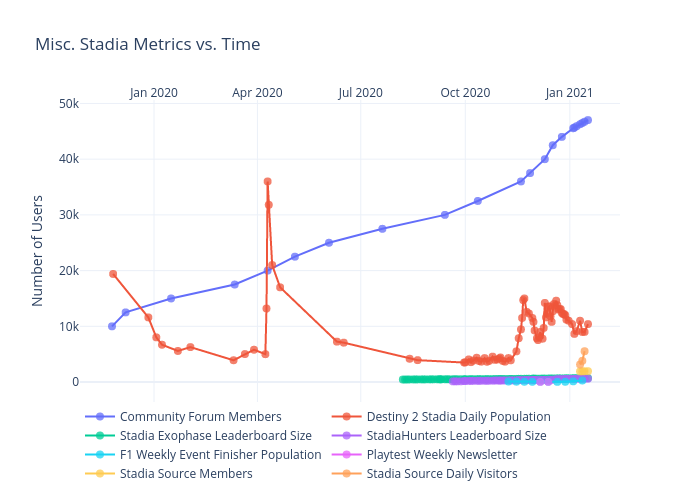 Misc. Stadia Metrics vs. Time
Jan 2020 Apr 2020 Jul 2020 Oct 2020 Jan 2021
50k
40k
30k
20k
10k
0
Number of Users
Community Forum Members Destiny 2 Stadia Daily Population
Stadia Exophase Leaderboard Size StadiaHunters Leaderboard Size
F1 Weekly Event Finisher Population Playtest Weekly Newsletter
Stadia Source Members Stadia Source Daily Visitors